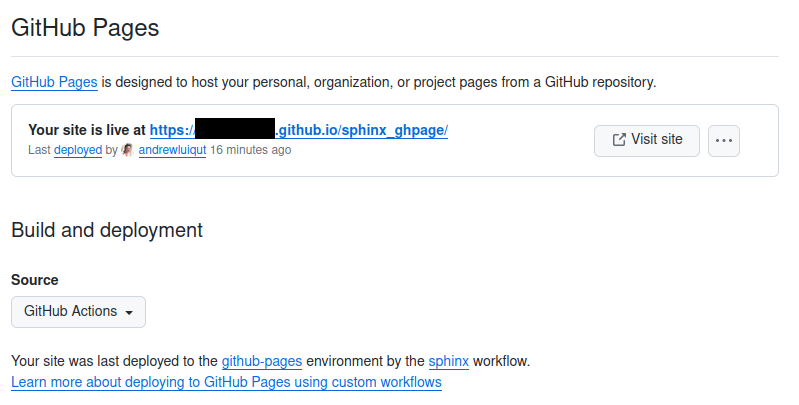 GitHub Pages
GitHub Pages is designed to host your personal, organization, or project pages from a GitHub repository.
Your site is live at https:/ .github.io/sphinx_ghpage/
Visit site
Last deployed by andrewluiqut 16 minutes ago
Build and deployment
Source
GitHub Actions
Your site was last deployed to the github-pages environment by the sphinx workflow.
Learn more about deploying to GitHub Pages using custom workflows